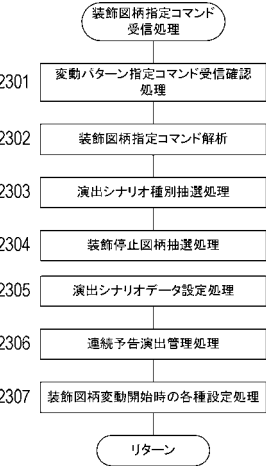 装飾図柄指定コマンド
受信処理
2301
変動パターン指定コマンド受信確認
処理
2302
装飾図柄指定コマンド解析
2303
演出シナリオ種別抽選処理
2304
装飾停止図柄抽選処理
2305
演出シナリオデータ設定処理
2306
連続予告演出管理処理
2307
装飾図柄変動開始時の各種設定処理
リターン